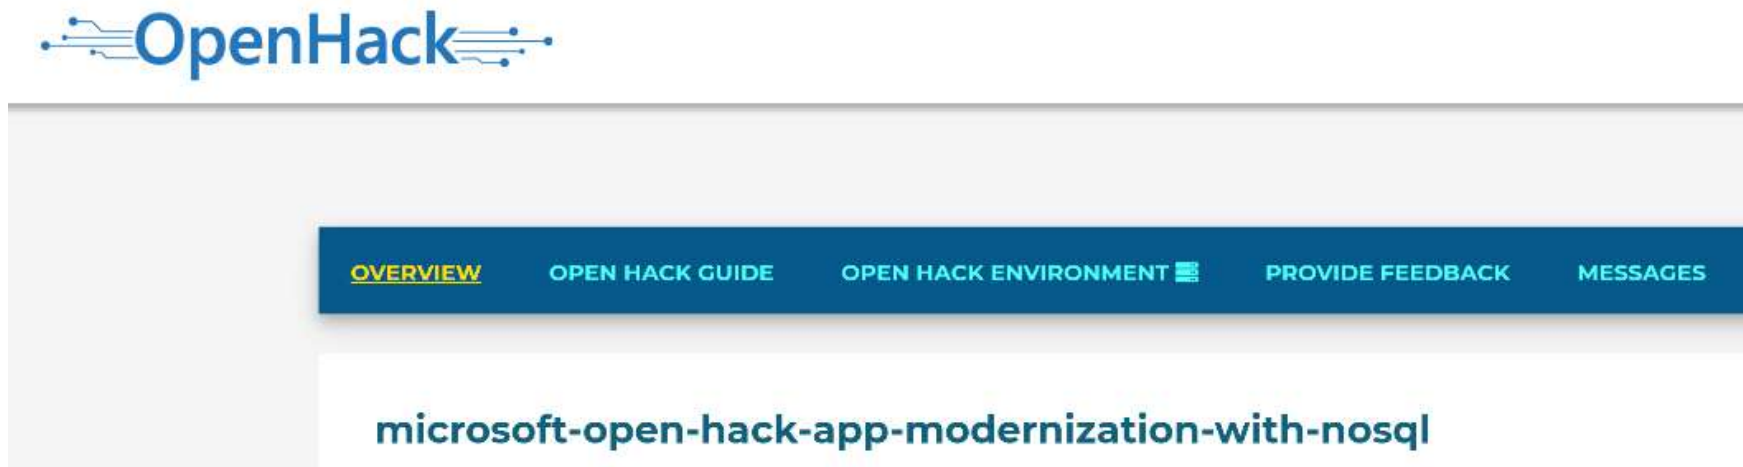 OpenHack
OVERVIEW OPEN HACK GUIDE OPEN HACK ENVIRONMENT PROVIDE FEEDBACK MESSAGES
microsoft-open-hack-app-modernization-with-nosql